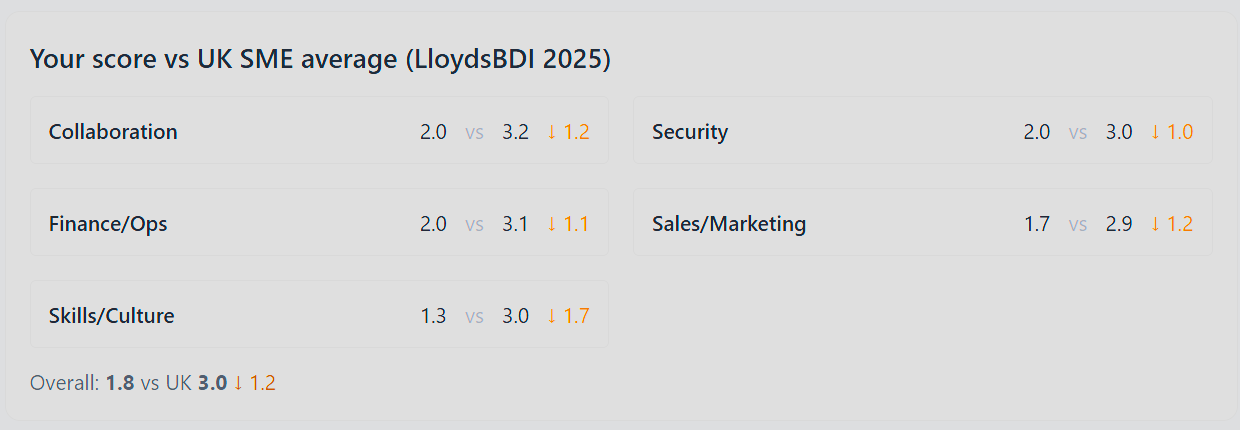 Your score vs UK SME average (LloydsBDI 2025)
Collaboration 2.0 vs 3.2 ↓ 1.2
Security 2.0 vs 3.0 ↓ 1.0
Finance/Ops 2.0 vs 3.1 ↓ 1.1
Sales/Marketing 1.7 vs 2.9 ↓ 1.2
Skills/Culture 1.3 vs 3.0 ↓ 1.7
Overall: 1.8 vs UK 3.0 ↓ 1.2